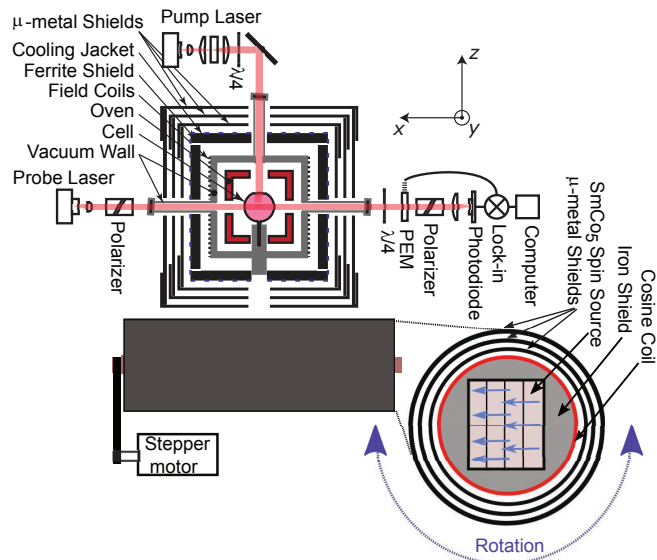 μ-metal Shields
Pump Laser
Cooling Jacket
Ferrite Shield
Field Coils
Oven
Cell
Vacuum Wall
Probe Laser
λ/4
z
x
y
Polarizer
λ/4
PEM
Polarizer
Photodiode
Lock-in
Computer
μ-metal Shields
SmCo₅ Spin Source
Iron Shield
Cosine Coil
Stepper
motor
Rotation